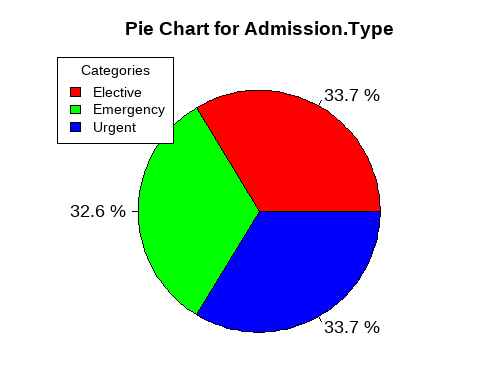 Pie Chart for Admission.Type
Categories
Elective
Emergency
Urgent
33.7 %
32.6 %
33.7 %